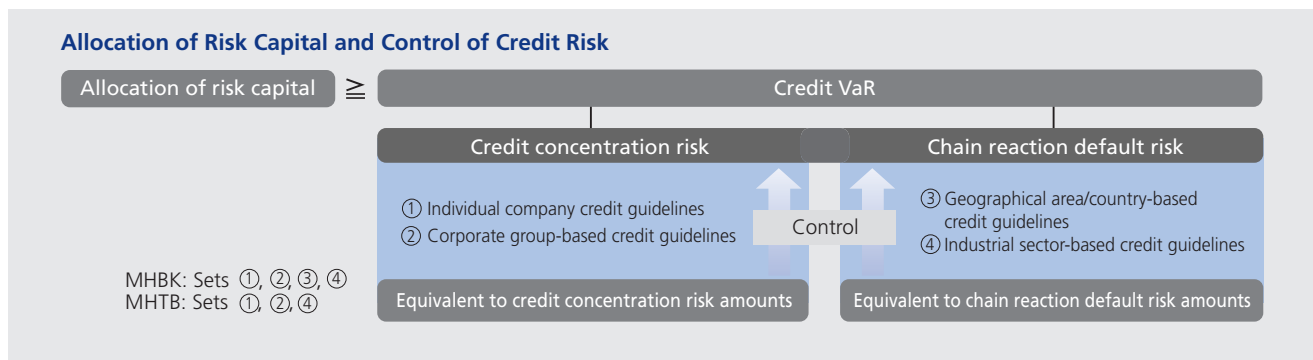 Allocation of Risk Capital and Control of Credit Risk
Allocation of risk capital ≧ Credit VaR
Credit concentration risk
Chain reaction default risk
① Individual company credit guidelines
② Corporate group-based credit guidelines
Control
③ Geographical area/country-based
credit guidelines
④ Industrial sector-based credit guidelines
MHBK: Sets ①, ②, ③, ④
MHTB: Sets ①, ②, ④
Equivalent to credit concentration risk amounts
Equivalent to chain reaction default risk amounts